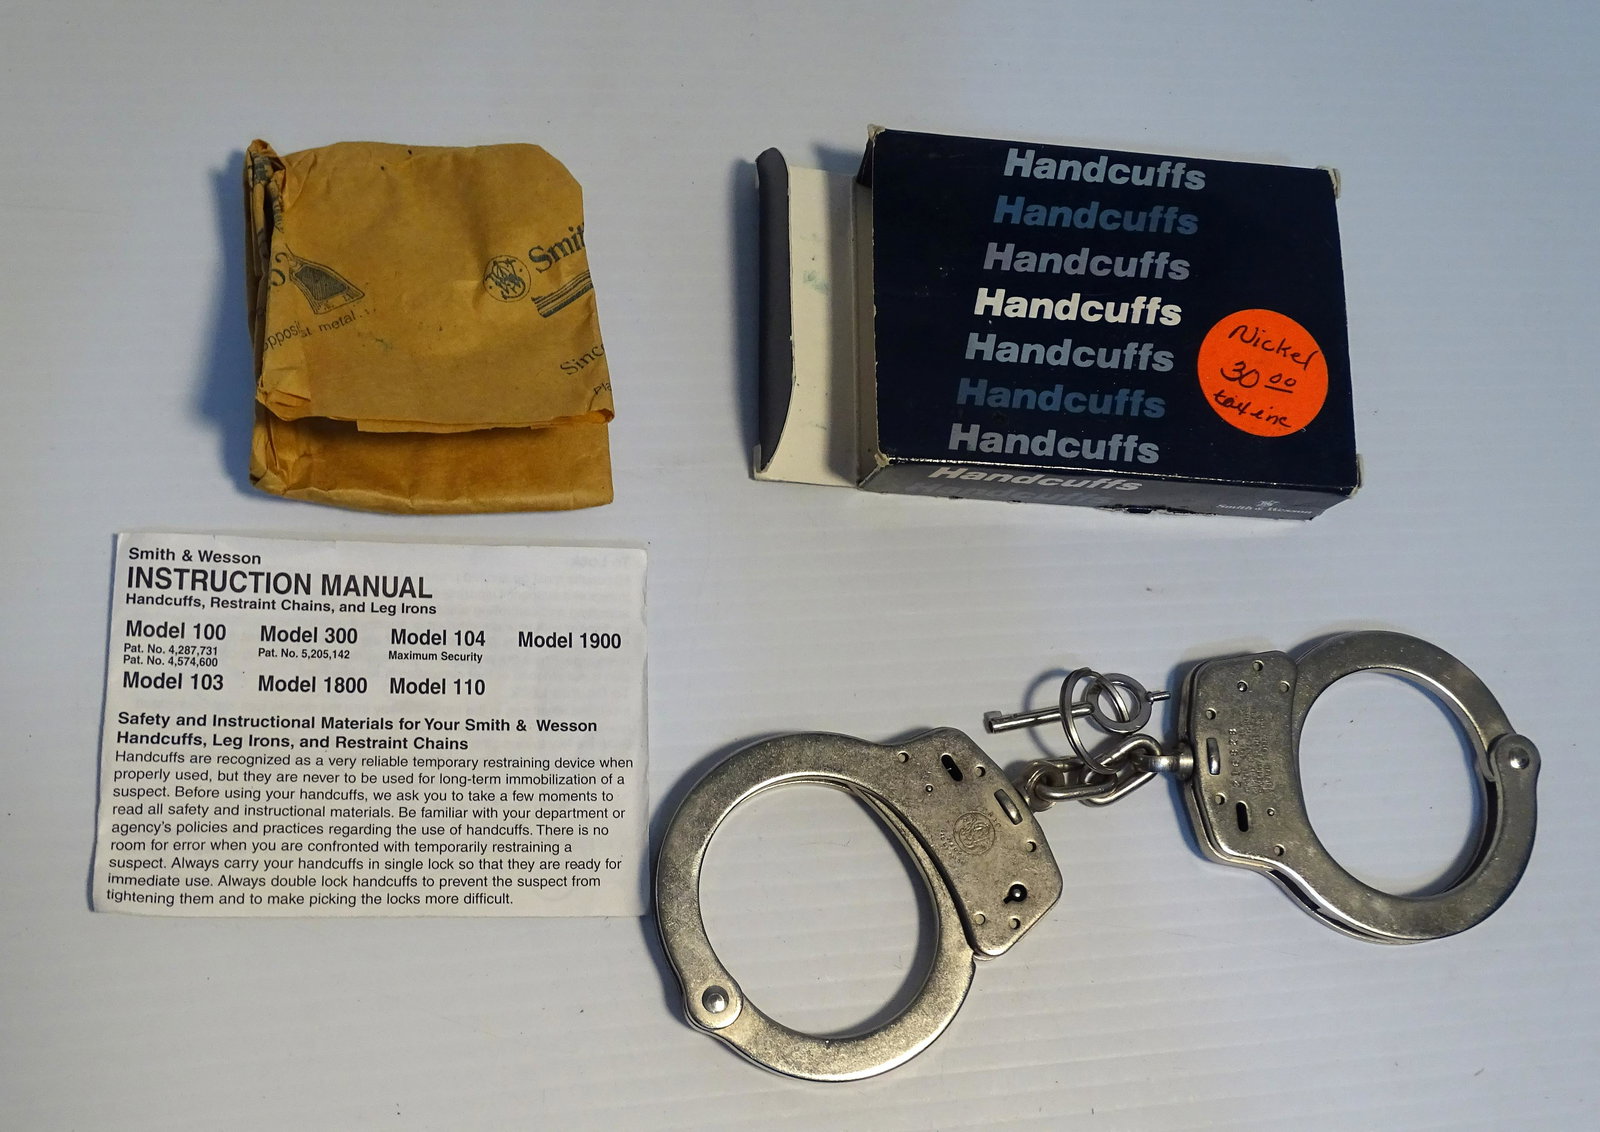 Smit
Since
opposi
st metal
Handcuffs
Handcuffs
Handcuffs
Handcuffs
Handcuffs
Handcuffs
Handcuffs
Handcuffs
Smith & Wesson
Nickel
30 00
tax inc
Smith & Wesson
INSTRUCTION MANUAL
Handcuffs, Restraint Chains, and Leg Irons
Model 100 Model 300 Model 104 Model 1900
Pat. No. 4,287,731 Pat. No. 5,205,142 Maximum Security
Pat. No. 4,574,600
Model 103 Model 1800 Model 110
Safety and Instructional Materials for Your Smith & Wesson
Handcuffs, Leg Irons, and Restraint Chains
Handcuffs are recognized as a very reliable temporary restraining device when
properly used, but they are never to be used for long-term immobilization of a
suspect. Before using your handcuffs, we ask you to take a few moments to
read all safety and instructional materials. Be familiar with your department or
agency's policies and practices regarding the use of handcuffs. There is no
room for error when you are confronted with temporarily restraining a
suspect. Always carry your handcuffs in single lock so that they are ready for
immediate use. Always double lock handcuffs to prevent the suspect from
tightening them and to make picking the locks more difficult.